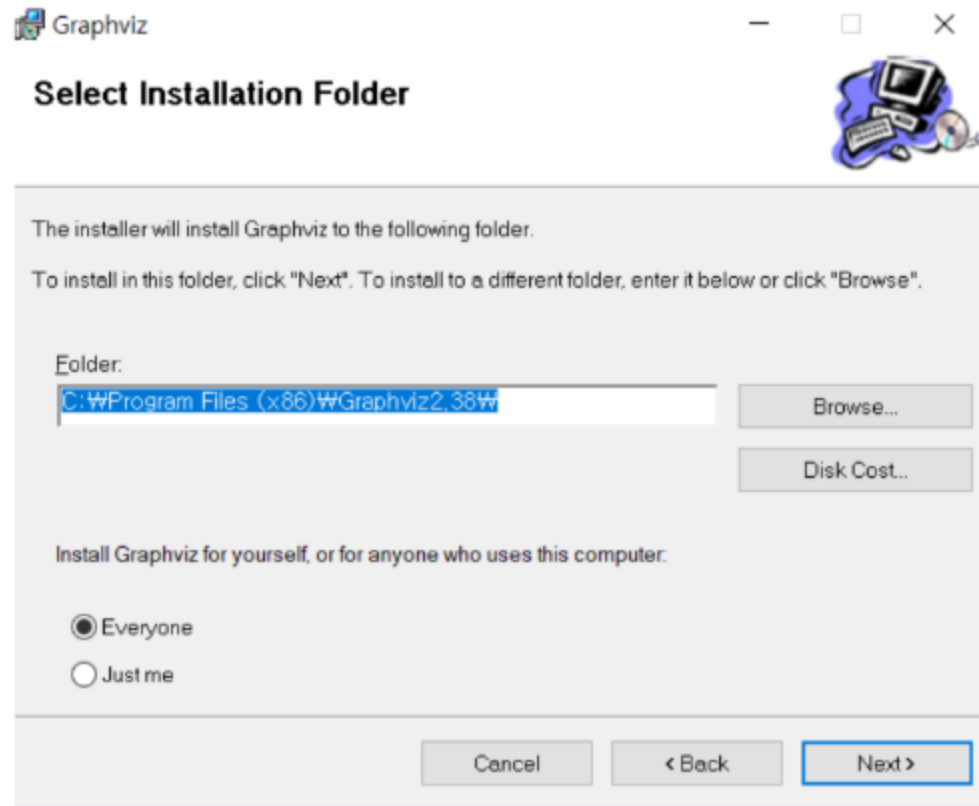 Graphviz
Select Installation Folder
The installer will install Graphviz to the following folder.
To install in this folder, click "Next". To install to a different folder, enter it below or click "Browse".
Folder:
C:₩Program Files (x86)₩Graphviz2,38₩
Browse...
Disk Cost...
Install Graphviz for yourself, or for anyone who uses this computer:
Everyone
Just me
Cancel
< Back
Next >